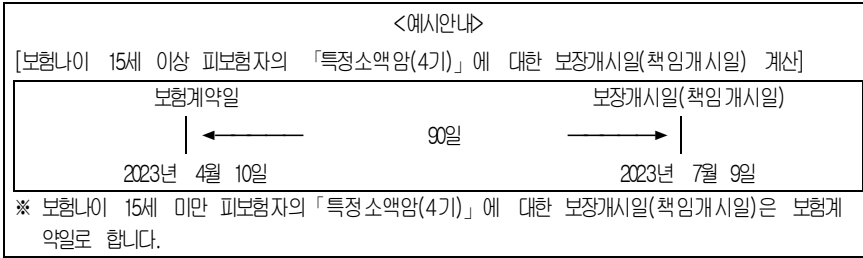 <예시안내>
[보험나이 15세 이상 피보험자의 「특정소액암(4기)」에 대한 보장개시일(책임개시일) 계산]
보험계약일 보장개시일(책임개시일)
90일
2023년 4월 10일 2023년 7월 9일
※ 보험나이 15세 미만 피보험자의「특정소액암(4기)」에 대한 보장개시일(책임개시일)은 보험계
약일로 합니다.